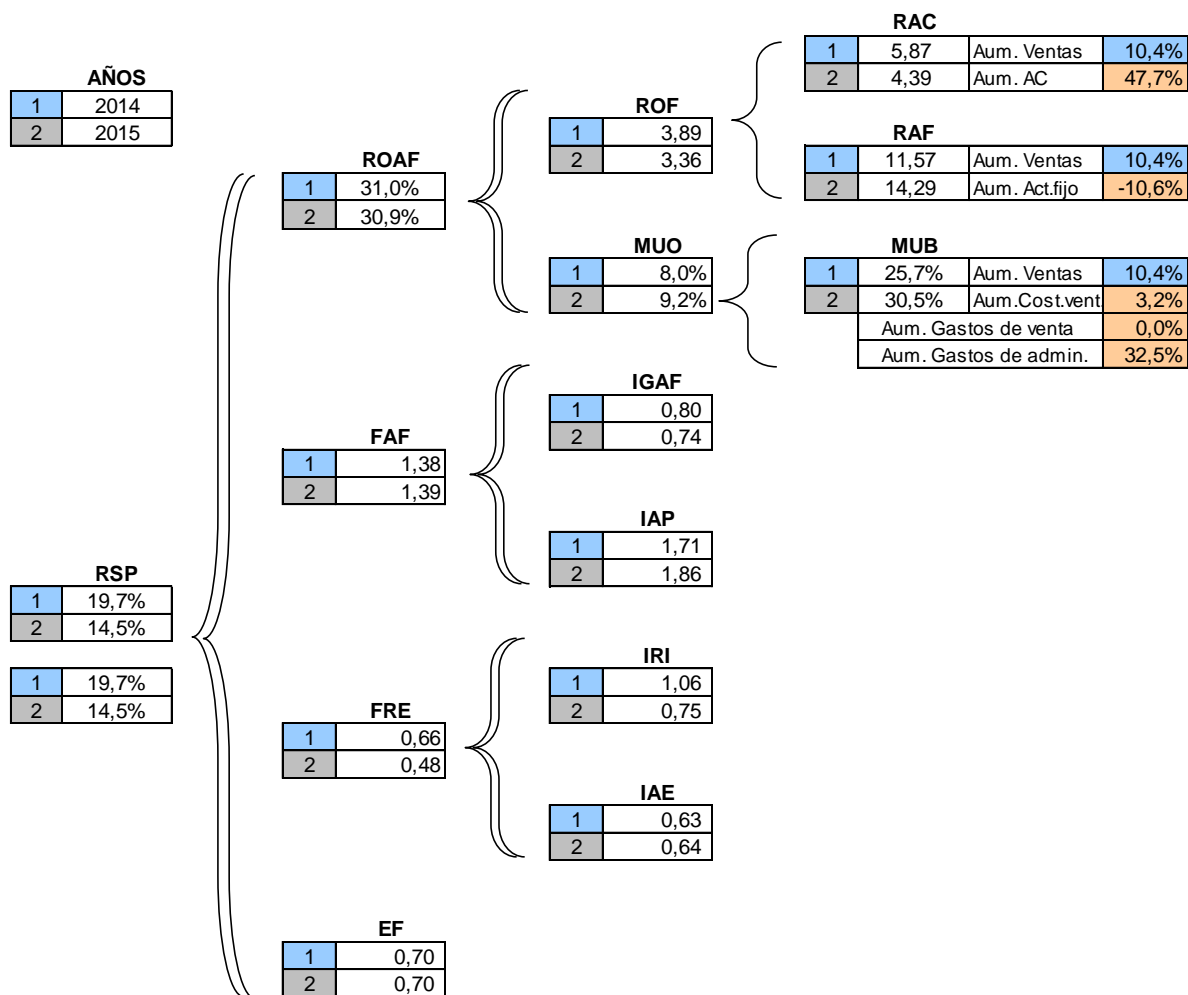 RAC
1 5,87 Aum. Ventas 10,4%
2 4,39 Aum. AC 47,7%
AÑOS
1 2014
2 2015
ROF
1 3,89
2 3,36
RAF
1 11,57 Aum. Ventas 10,4%
2 14,29 Aum. Act.fijo -10,6%
ROAF
1 31,0%
2 30,9%
MUO
1 8,0%
2 9,2%
MUB
1 25,7% Aum. Ventas 10,4%
2 30,5% Aum.Cost.vent. 3,2%
Aum. Gastos de venta 0,0%
Aum. Gastos de admin. 32,5%
IGAF
1 0,80
2 0,74
FAF
1 1,38
2 1,39
IAP
1 1,71
2 1,86
RSP
1 19,7%
2 14,5%
1 19,7%
2 14,5%
IRI
1 1,06
2 0,75
FRE
1 0,66
2 0,48
IAE
1 0,63
2 0,64
EF
1 0,70
2 0,70